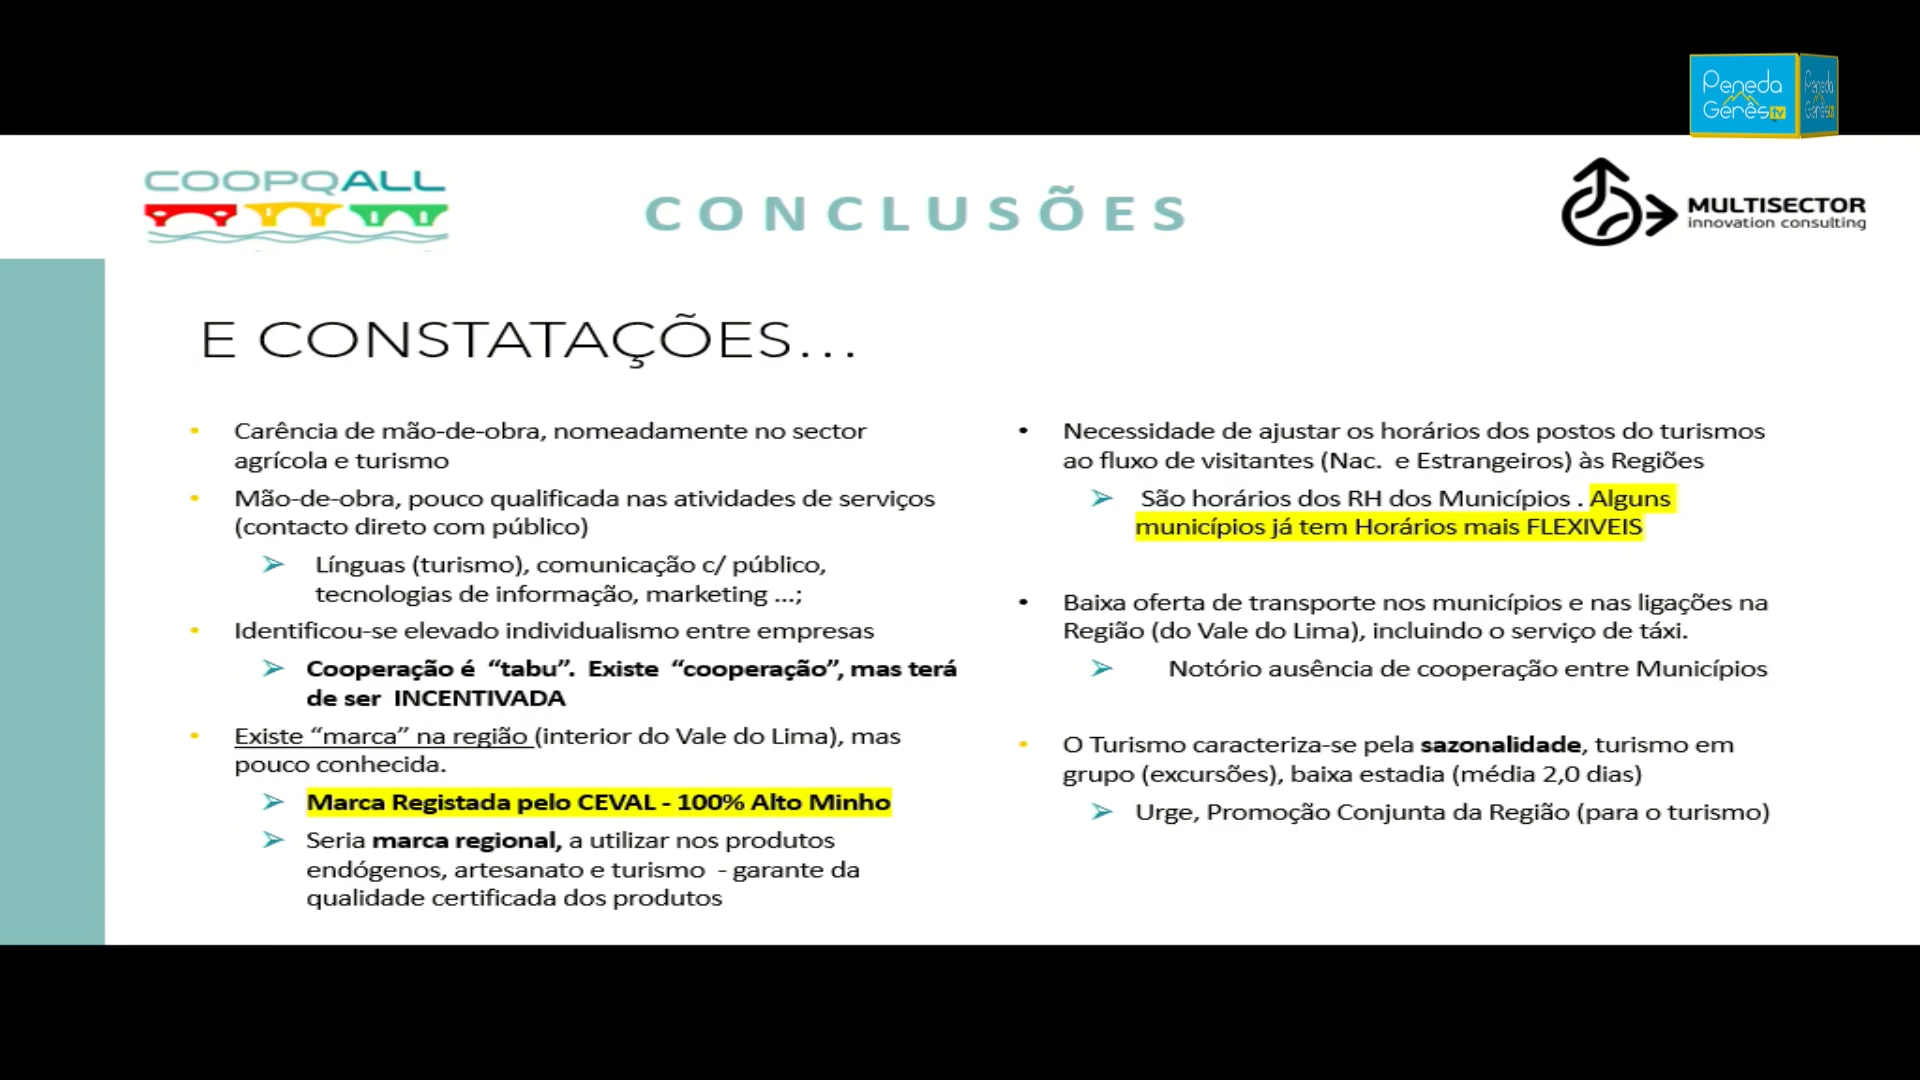 Peneda
Gerês tv
Peneda
Gerês
COOPQALL
CONCLUSÕES
MULTISECTOR
innovation consulting
E CONSTATAÇÕES...
• Carência de mão-de-obra, nomeadamente no sector
agrícola e turismo
• Mão-de-obra, pouco qualificada nas atividades de serviços
(contacto direto com público)
➢ Línguas (turismo), comunicação c/ público,
tecnologias de informação, marketing ...;
• Identificou-se elevado individualismo entre empresas
➢ Cooperação é “tabu”. Existe “cooperação”, mas terá
de ser INCENTIVADA
• Existe “marca” na região (interior do Vale do Lima), mas
pouco conhecida.
➢ Marca Registada pelo CEVAL - 100% Alto Minho
➢ Seria marca regional, a utilizar nos produtos
endógenos, artesanato e turismo - garante da
qualidade certificada dos produtos
• Necessidade de ajustar os horários dos postos do turismos
ao fluxo de visitantes (Nac. e Estrangeiros) às Regiões
➢ São horários dos RH dos Municípios . Alguns
municípios já tem Horários mais FLEXIVEIS
• Baixa oferta de transporte nos municípios e nas ligações na
Região (do Vale do Lima), incluindo o serviço de táxi.
➢ Notório ausência de cooperação entre Municípios
• O Turismo caracteriza-se pela sazonalidade, turismo em
grupo (excursões), baixa estadia (média 2,0 dias)
➢ Urge, Promoção Conjunta da Região (para o turismo)